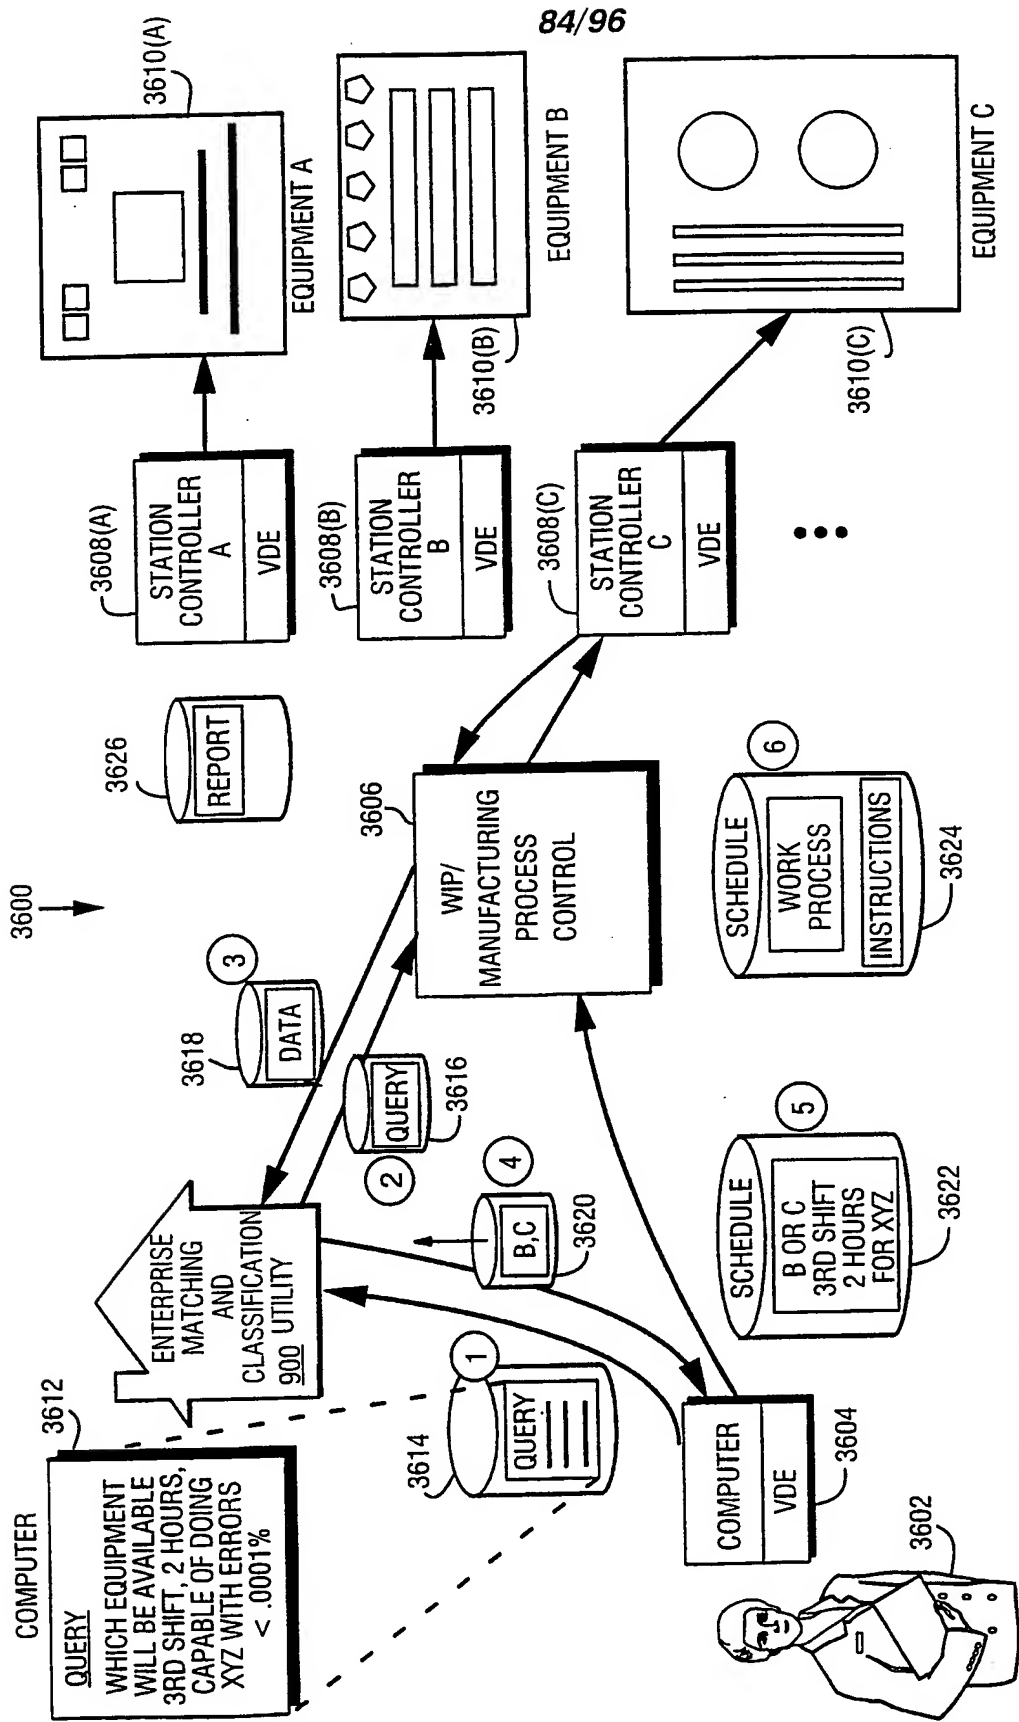 84/96
3600
COMPUTER
3612
QUERY
WHICH EQUIPMENT
WILL BE AVAILABLE
3RD SHIFT, 2 HOURS,
CAPABLE OF DOING
XYZ WITH ERRORS
< .0001%
ENTERPRISE
MATCHING
AND
CLASSIFICATION
900 UTILITY
3618
DATA
3
3626
REPORT
3608(A)
STATION
CONTROLLER
A
VDE
3610(A)
EQUIPMENT A
3614
QUERY
1
B,C
4
3620
QUERY
2
3616
3606
WIP/
MANUFACTURING
PROCESS
CONTROL
3608(B)
STATION
CONTROLLER
B
VDE
3610(B)
EQUIPMENT B
3608(C)
STATION
CONTROLLER
C
VDE
3610(C)
EQUIPMENT C
3602
COMPUTER
VDE
3604
SCHEDULE
B OR C
3RD SHIFT
2 HOURS
FOR XYZ
5
3622
SCHEDULE
WORK
PROCESS
INSTRUCTIONS
6
3624